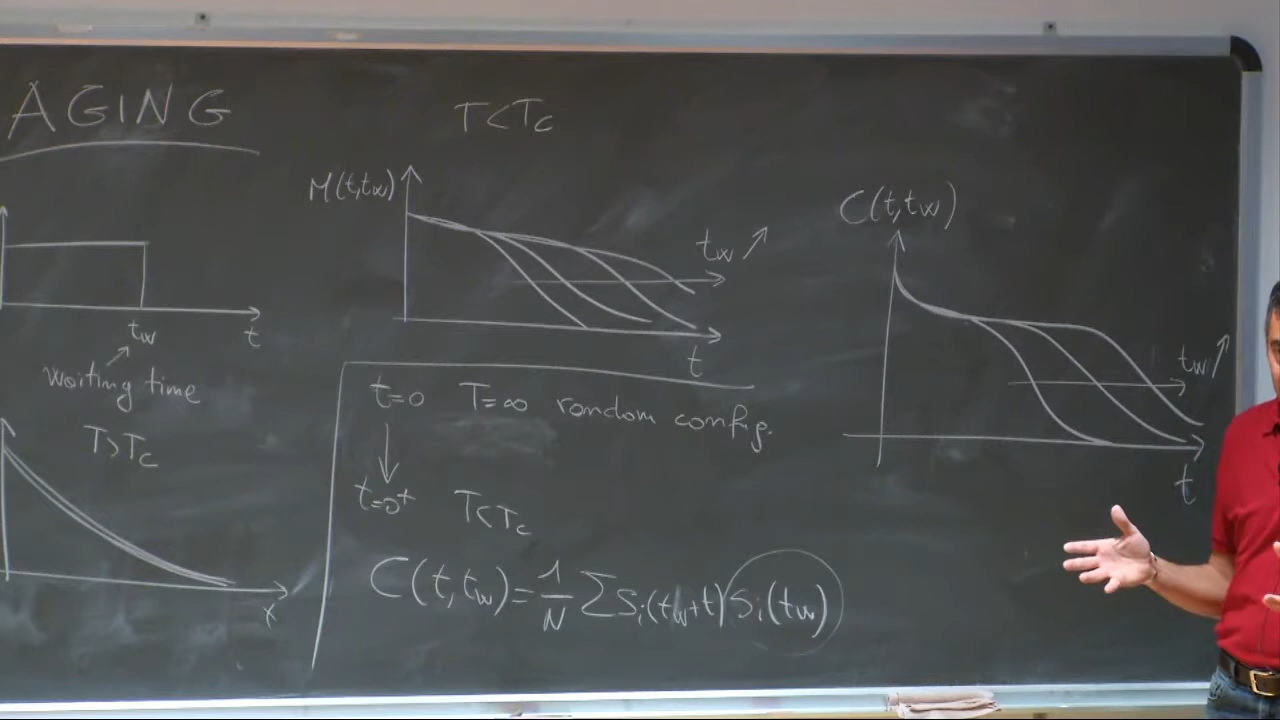 AGING
t_w
t
waiting time
T>T_c
x
T<T_c
M(t,t_w)
t_w ↗
t
t=0 T=∞ random config.
↓
t=0⁺ T<T_c
C(t,t_w)=1/N ∑ S_i(t_w+t) S_i(t_w)
C(t,t_w)
t_w ↗
t